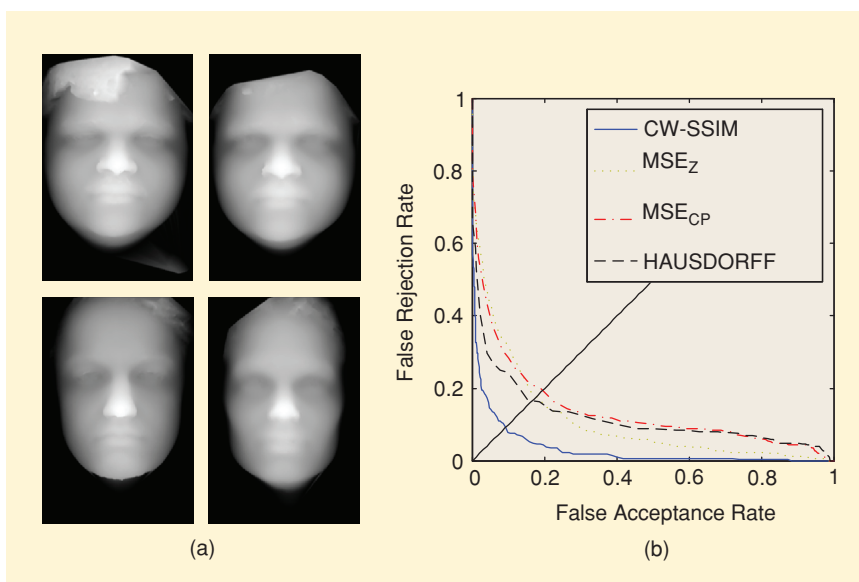 1
0.8
0.6
0.4
0.2
0
0
0.2
0.4
0.6
0.8
1
False Rejection Rate
False Acceptance Rate
CW-SSIM
MSE_Z
MSE_CP
HAUSDORFF
(a)
(b)